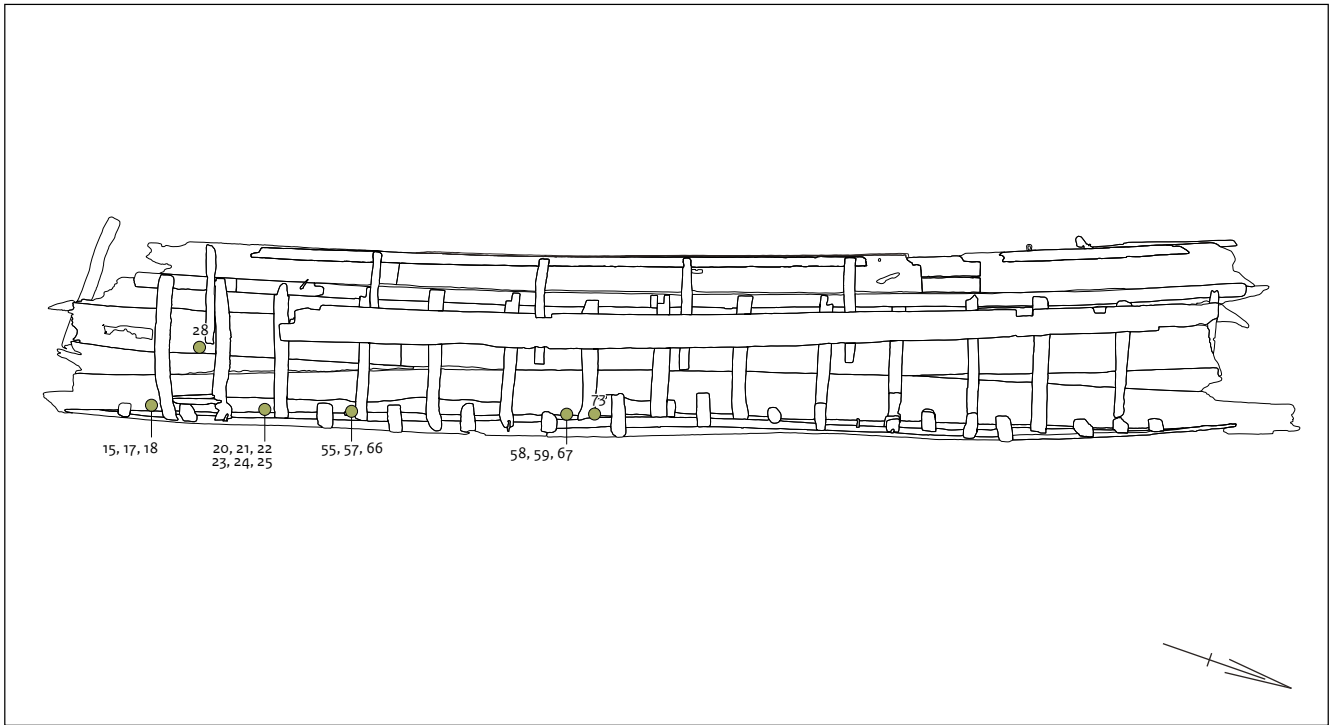 28
73
15, 17, 18
20, 21, 22
23, 24, 25
55, 57, 66
58, 59, 67